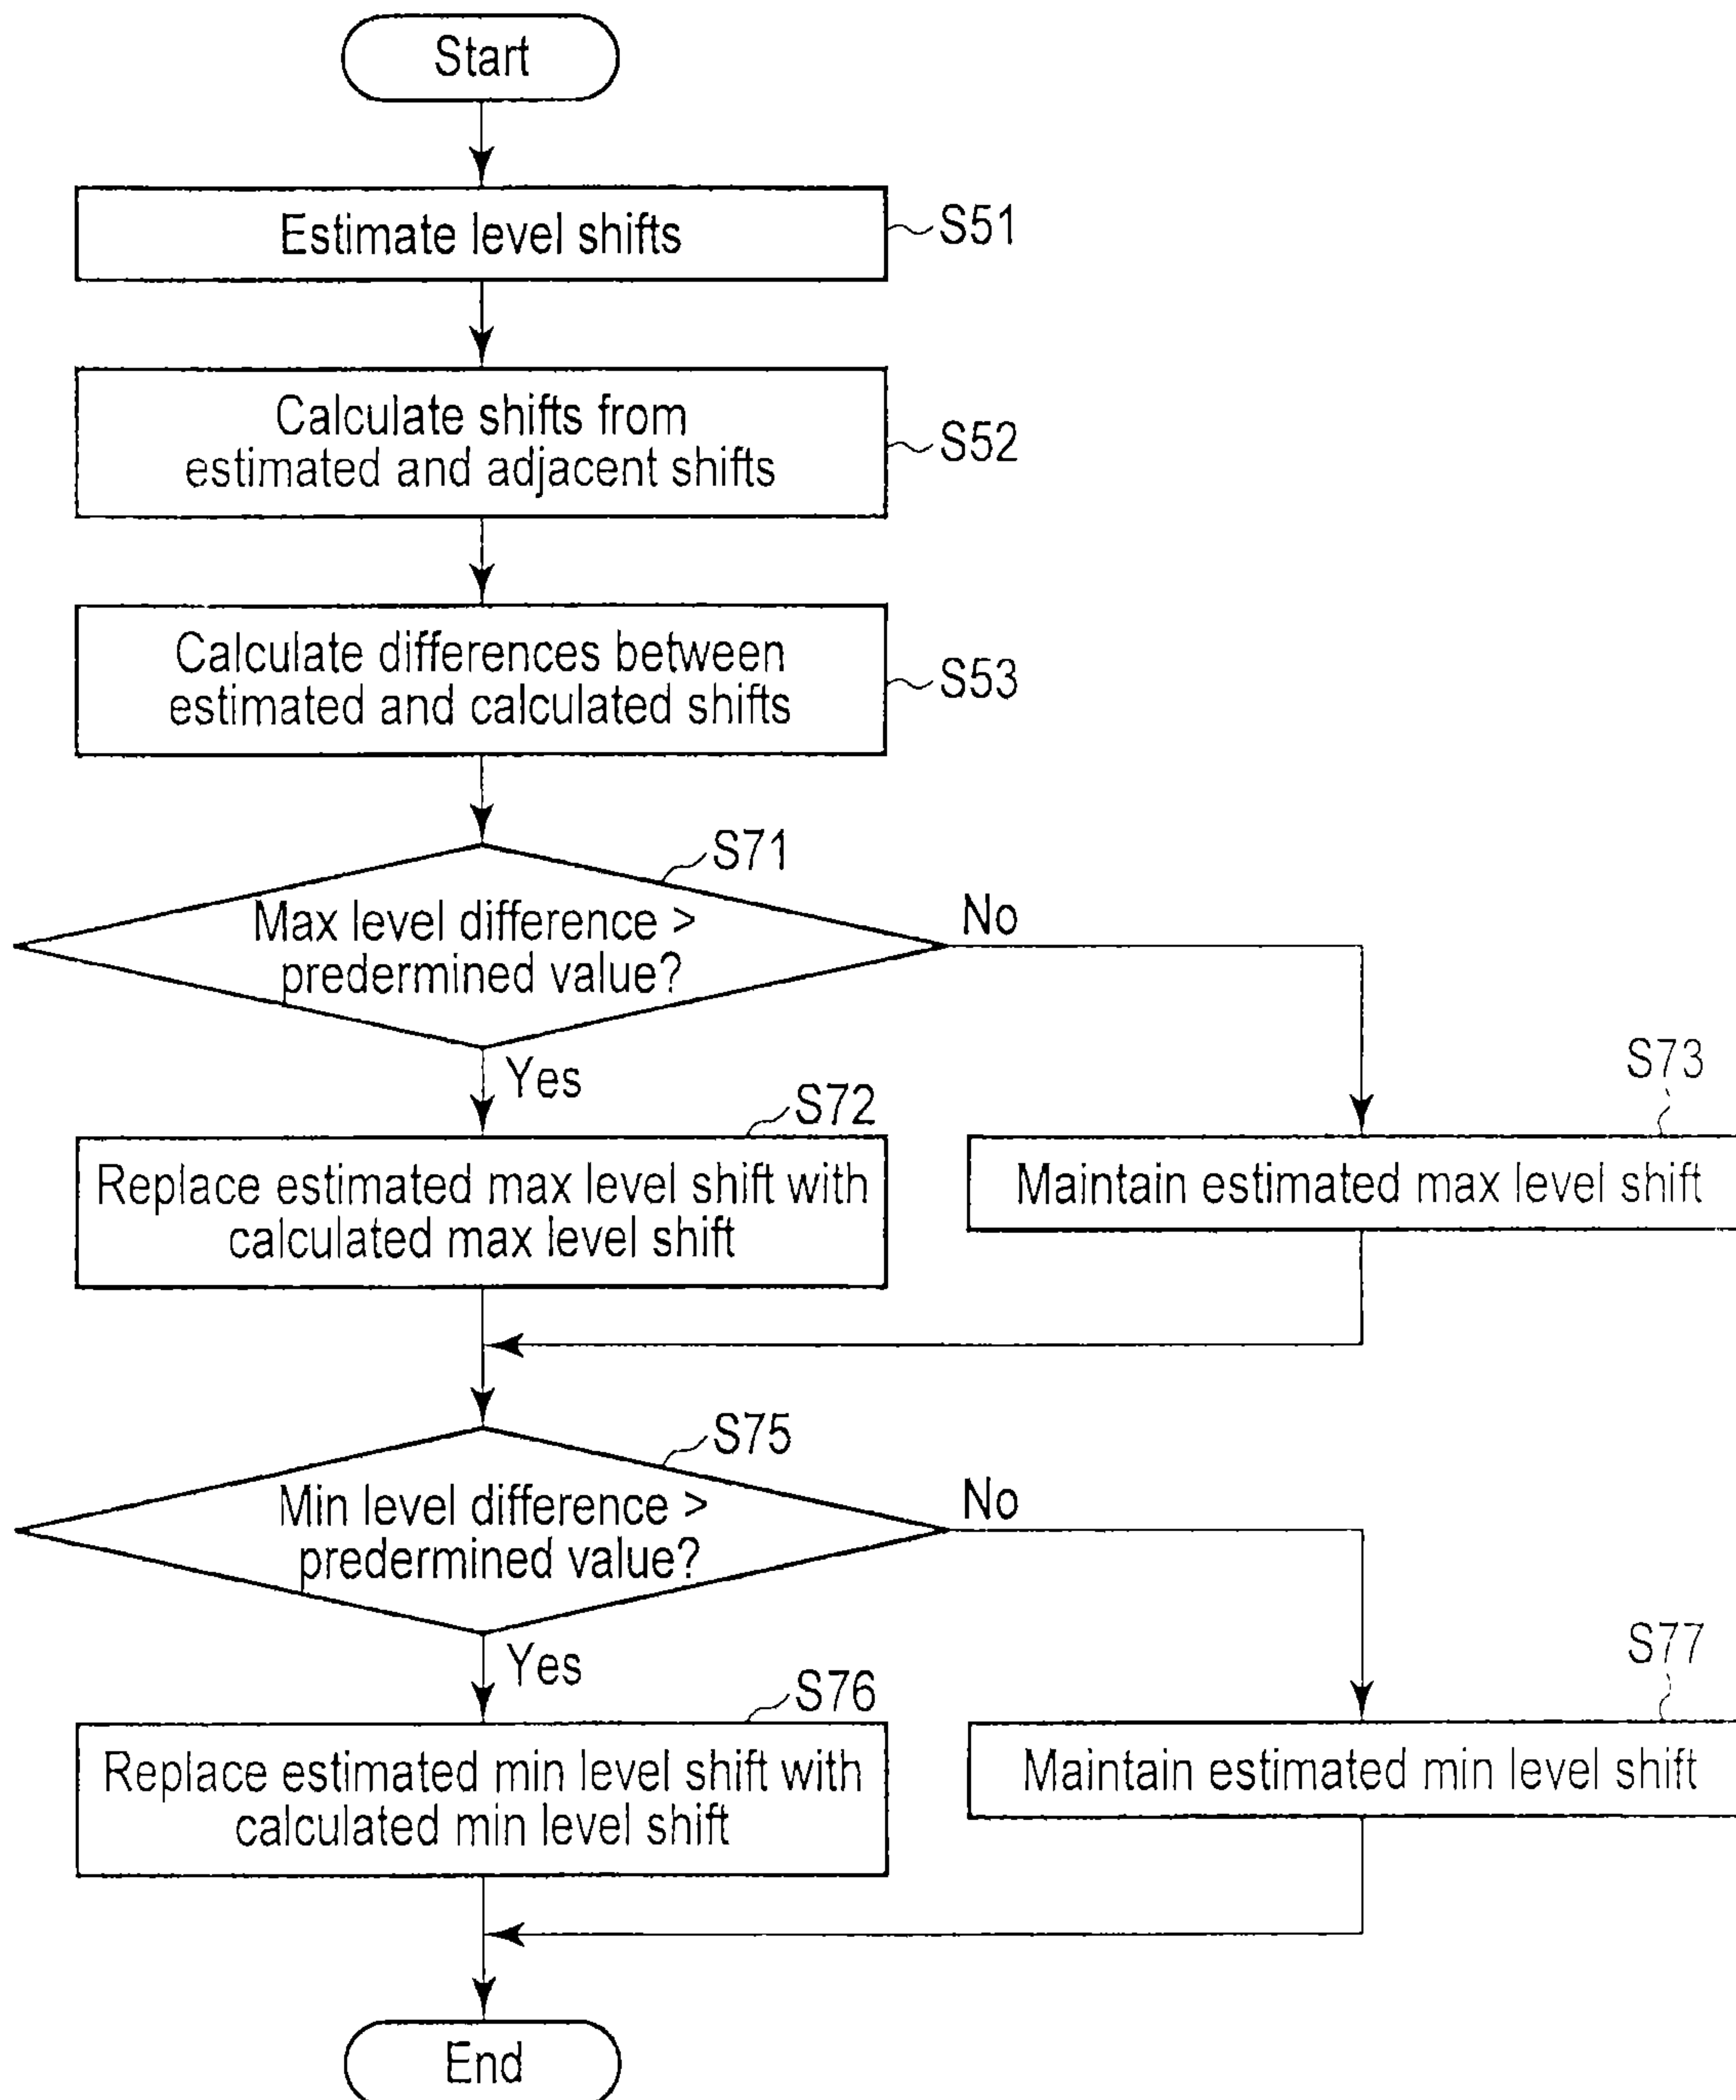 Start
Estimate level shifts
S51
Calculate shifts from
estimated and adjacent shifts
S52
Calculate differences between
estimated and calculated shifts
S53
S71
Max level difference >
predermined value?
No
Yes
S72
Replace estimated max level shift with
calculated max level shift
S73
Maintain estimated max level shift
S75
Min level difference >
predermined value?
No
Yes
S76
Replace estimated min level shift with
calculated min level shift
S77
Maintain estimated min level shift
End